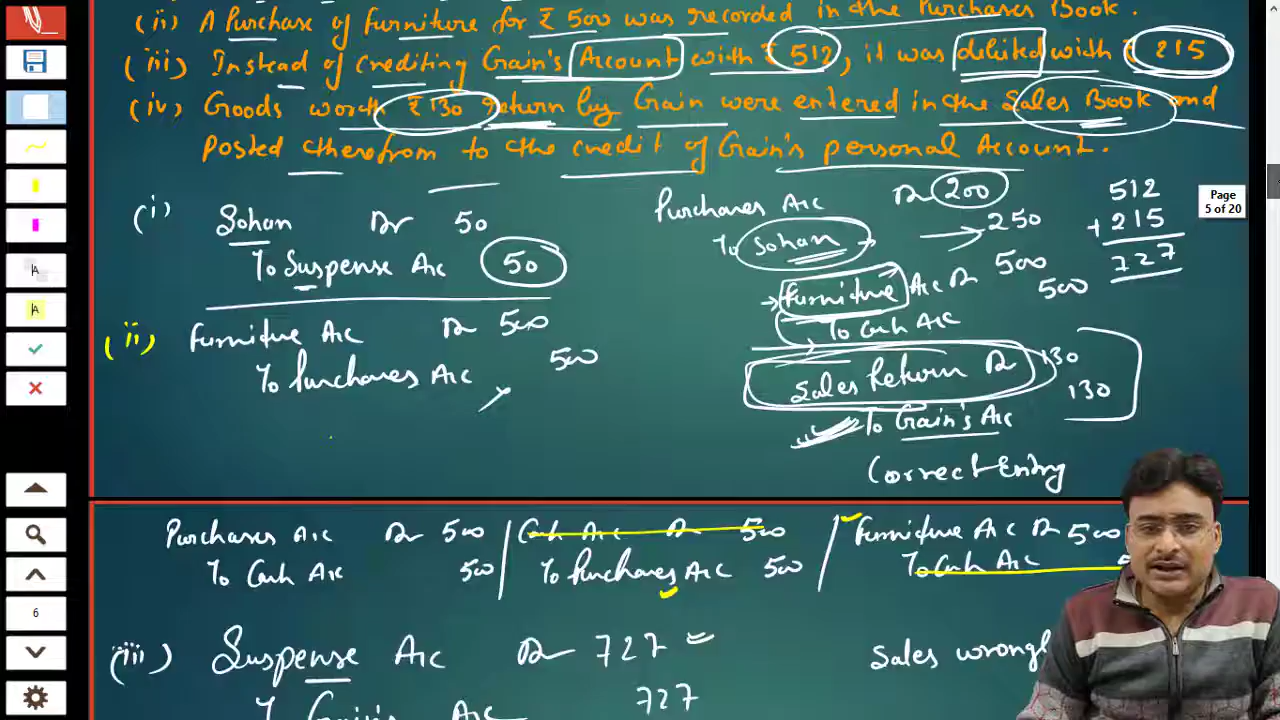 (ii) A Purchase of Furniture for ₹ 500 was recorded in the Purchases Book.
(iii) Instead of crediting Gain's Account with ₹ 512, it was debited with ₹ 215
(iv) Goods worth ₹130 return by Gain were entered in the Sales Book and
Posted therefrom to the credit of Gain's personal Account.
(i) Sohan Dr 50
To Suspense A/c 50
(ii) Furniture A/c Dr 500
To Purchases A/c 500
Purchases A/c Dr 200
To Sohan 250
Furniture A/c Dr 500
To Cash A/c 500
Sales Return Dr 130
To Gain's A/c 130
Correct Entry
512
+ 215
727
Page
5 of 20
Purchases A/c Dr 500
To Cash A/c 500
Cash A/c Dr 500
To Purchases A/c 500
Furniture A/c Dr 500
To Cash A/c
(iii) Suspense A/c Dr 727
To Gain's A/c 727
Sales
A
A
6